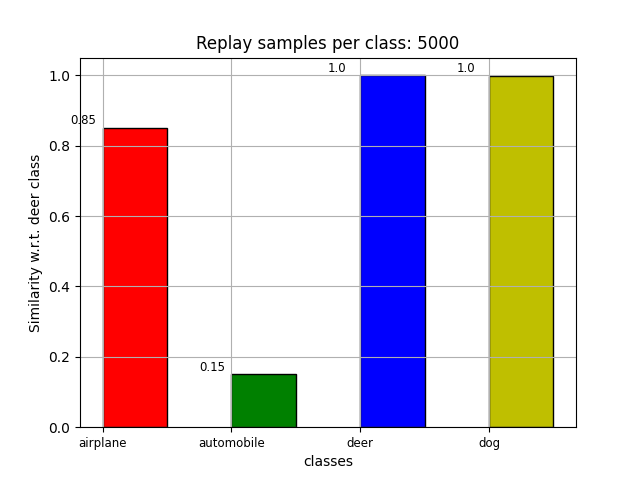 Replay samples per class: 5000
Similarity w.r.t. deer class
1.0
0.8
0.6
0.4
0.2
0.0
0.85
0.15
1.0
1.0
airplane
automobile
deer
dog
classes